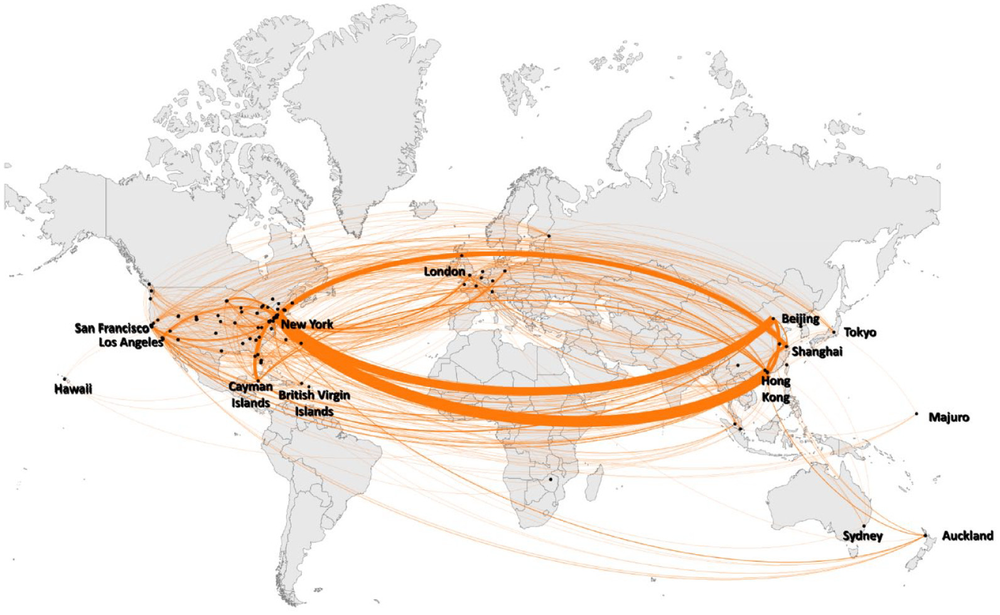 London
San Francisco
New York
Beijing
Los Angeles
Tokyo
Shanghai
Hawaii
Cayman
Islands
British Virgin
Islands
Hong
Kong
Majuro
Sydney
Auckland